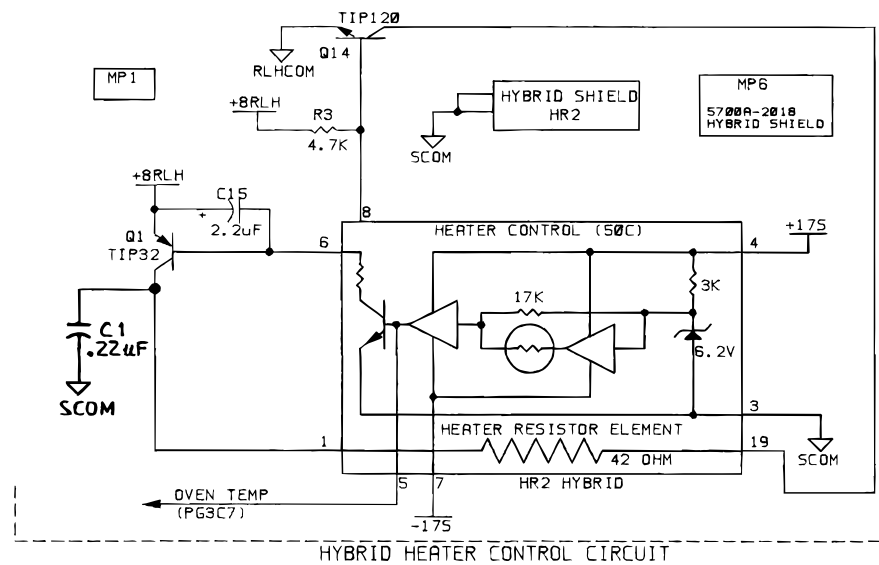 TIP120
Q14
RLHCOM
MP1
+8RLH
R3
4.7K
HYBRID SHIELD
HR2
SCOM
MP6
5700A-2018
HYBRID SHIELD
+8RLH
C15
+
2.2uF
Q1
TIP32
8
6
HEATER CONTROL (50C)
4
+17S
3K
17K
6.2V
C1
.22uF
SCOM
3
SCOM
HEATER RESISTOR ELEMENT
1
19
42 OHM
5
7
HR2 HYBRID
OVEN TEMP
(PG3C7)
-17S
HYBRID HEATER CONTROL CIRCUIT